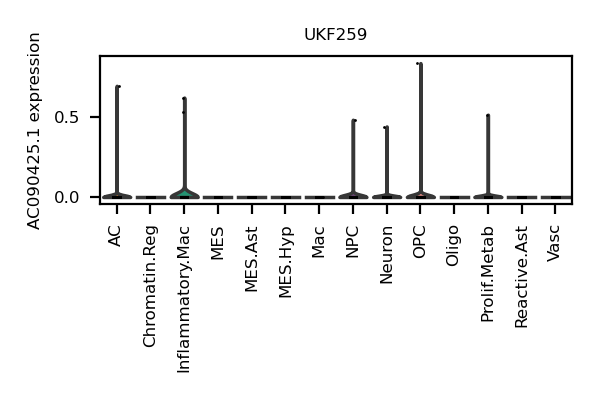 UKF259
AC090425.1 expression
0.5
0.0
AC
Chromatin.Reg
Inflammatory.Mac
MES
MES.Ast
MES.Hyp
Mac
NPC
Neuron
OPC
Oligo
Prolif.Metab
Reactive.Ast
Vasc